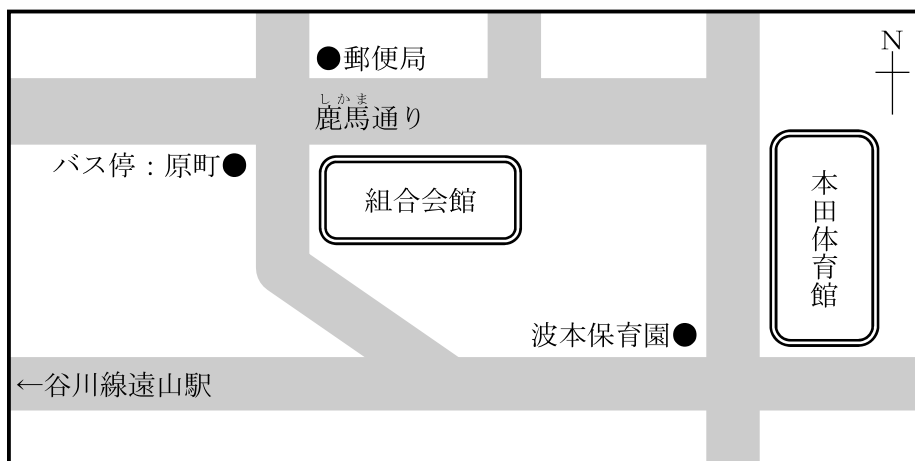 N
●郵便局
しかま
鹿馬通り
バス停：原町●
組合会館
本田体育館
波本保育園●
←谷川線遠山駅